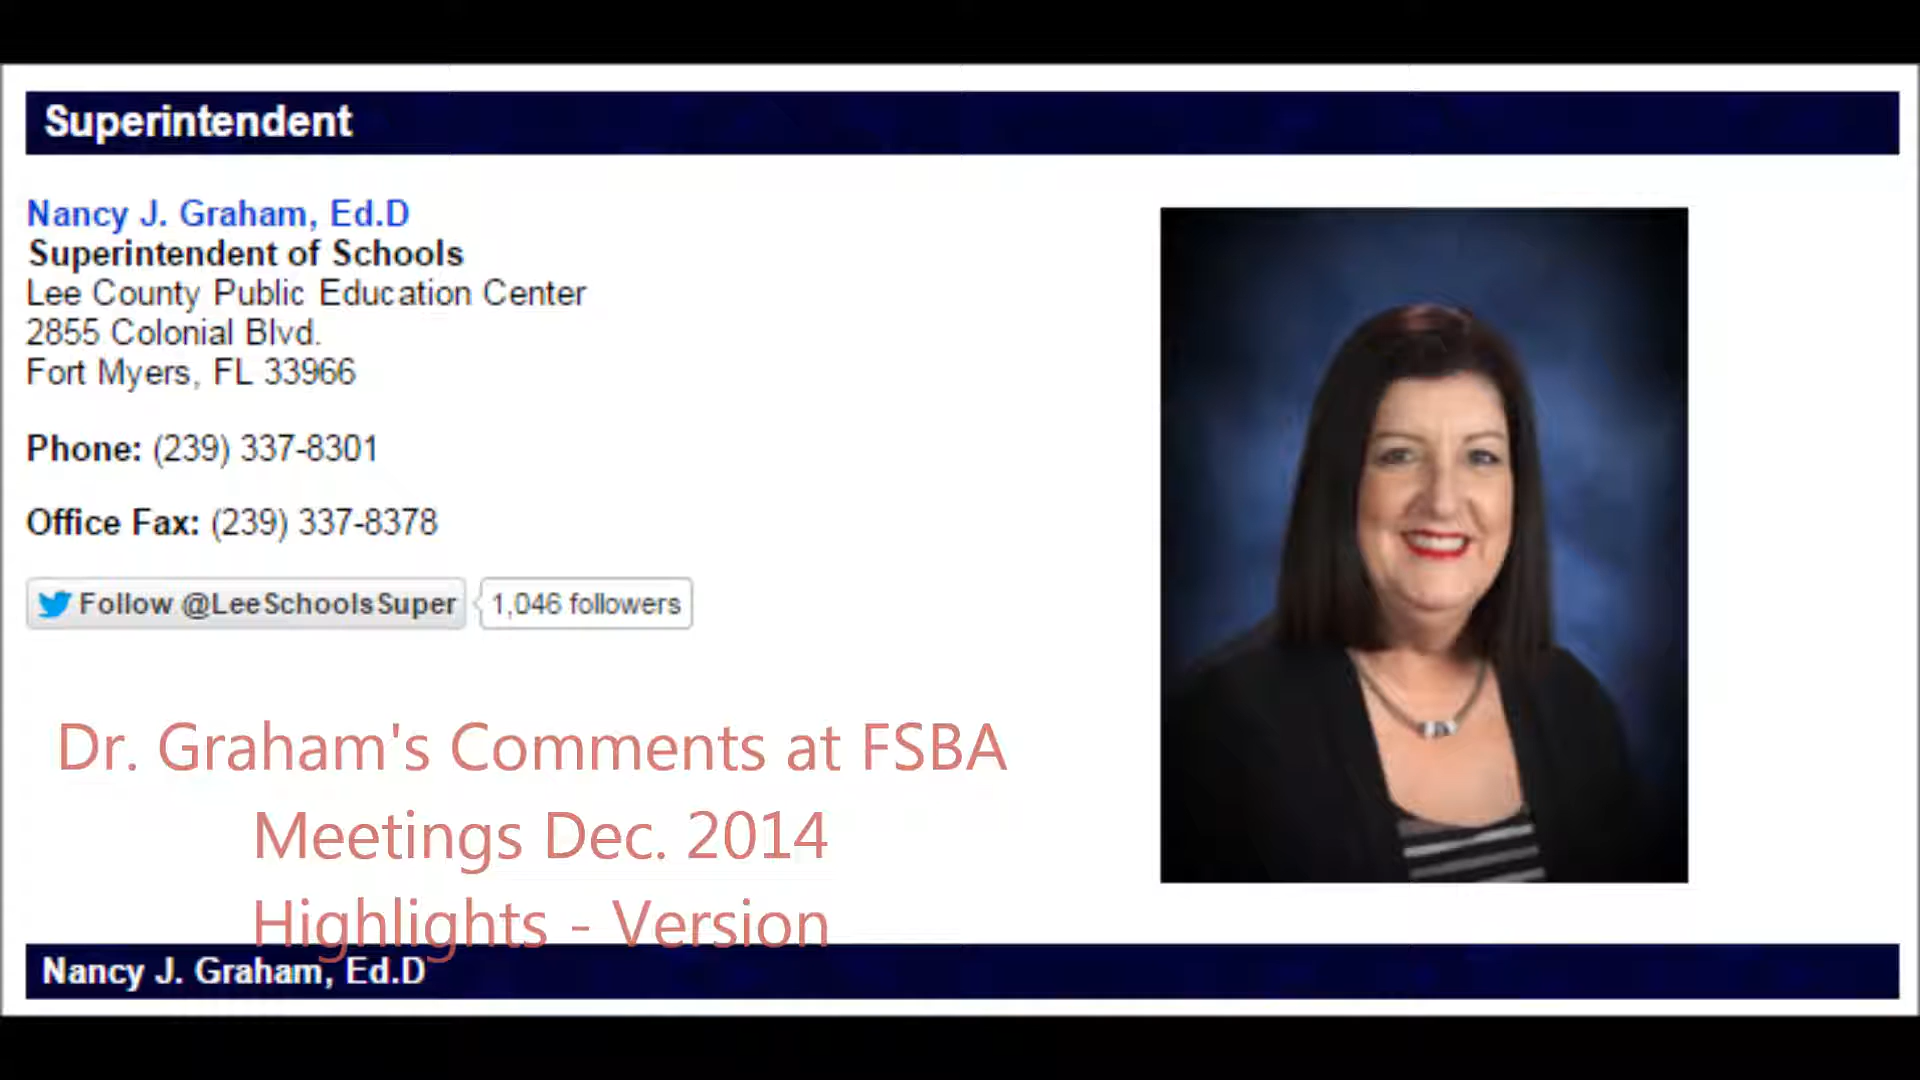 Superintendent
Nancy J. Graham, Ed.D
Superintendent of Schools
Lee County Public Education Center
2855 Colonial Blvd.
Fort Myers, FL 33966
Phone: (239) 337-8301
Office Fax: (239) 337-8378
Follow @LeeSchoolsSuper 1,046 followers
Dr. Graham's Comments at FSBA
Meetings Dec. 2014
Highlights - Version
Nancy J. Graham, Ed.D